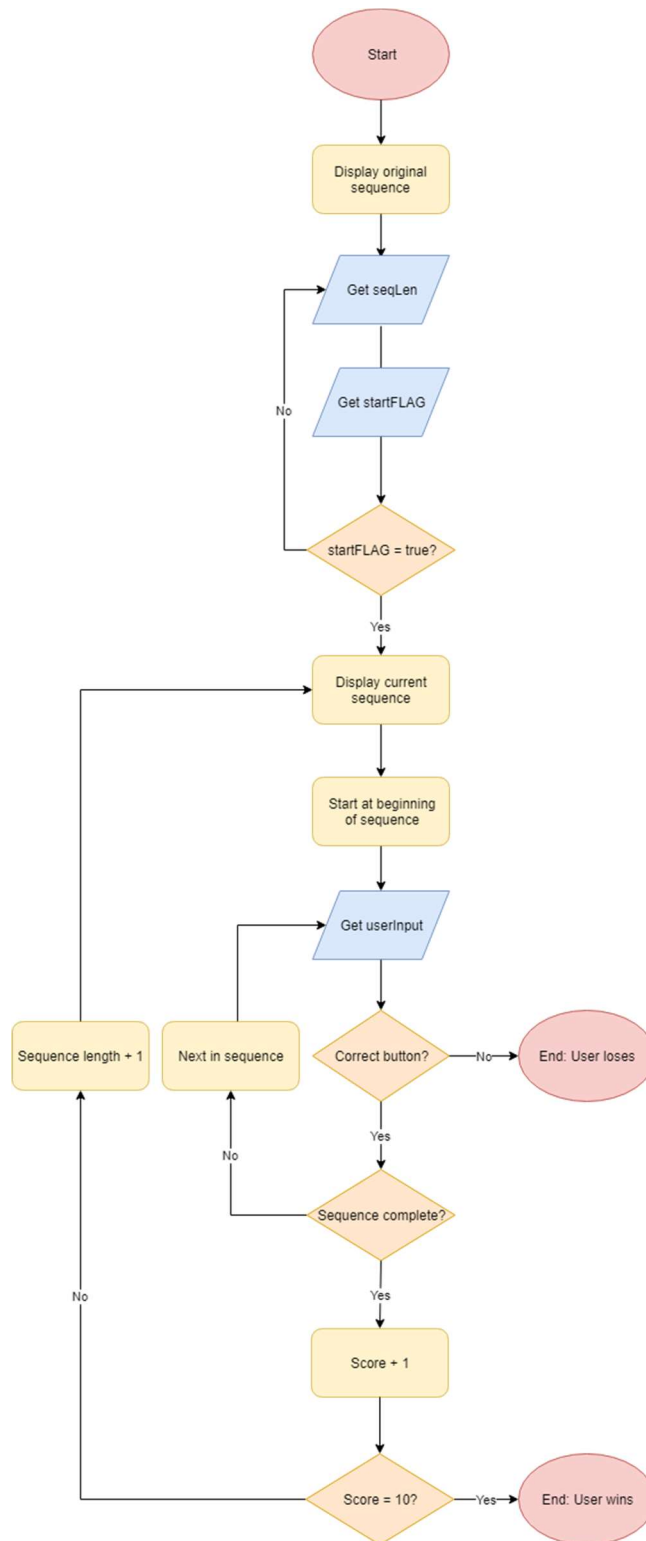 Start
Display original
sequence
Get seqLen
No
Get startFLAG
startFLAG = true?
Yes
Display current
sequence
Start at beginning
of sequence
Get userInput
Sequence length + 1
Next in sequence
Correct button?
No
End: User loses
Yes
No
Sequence complete?
No
Yes
Score + 1
Score = 10?
Yes
End: User wins